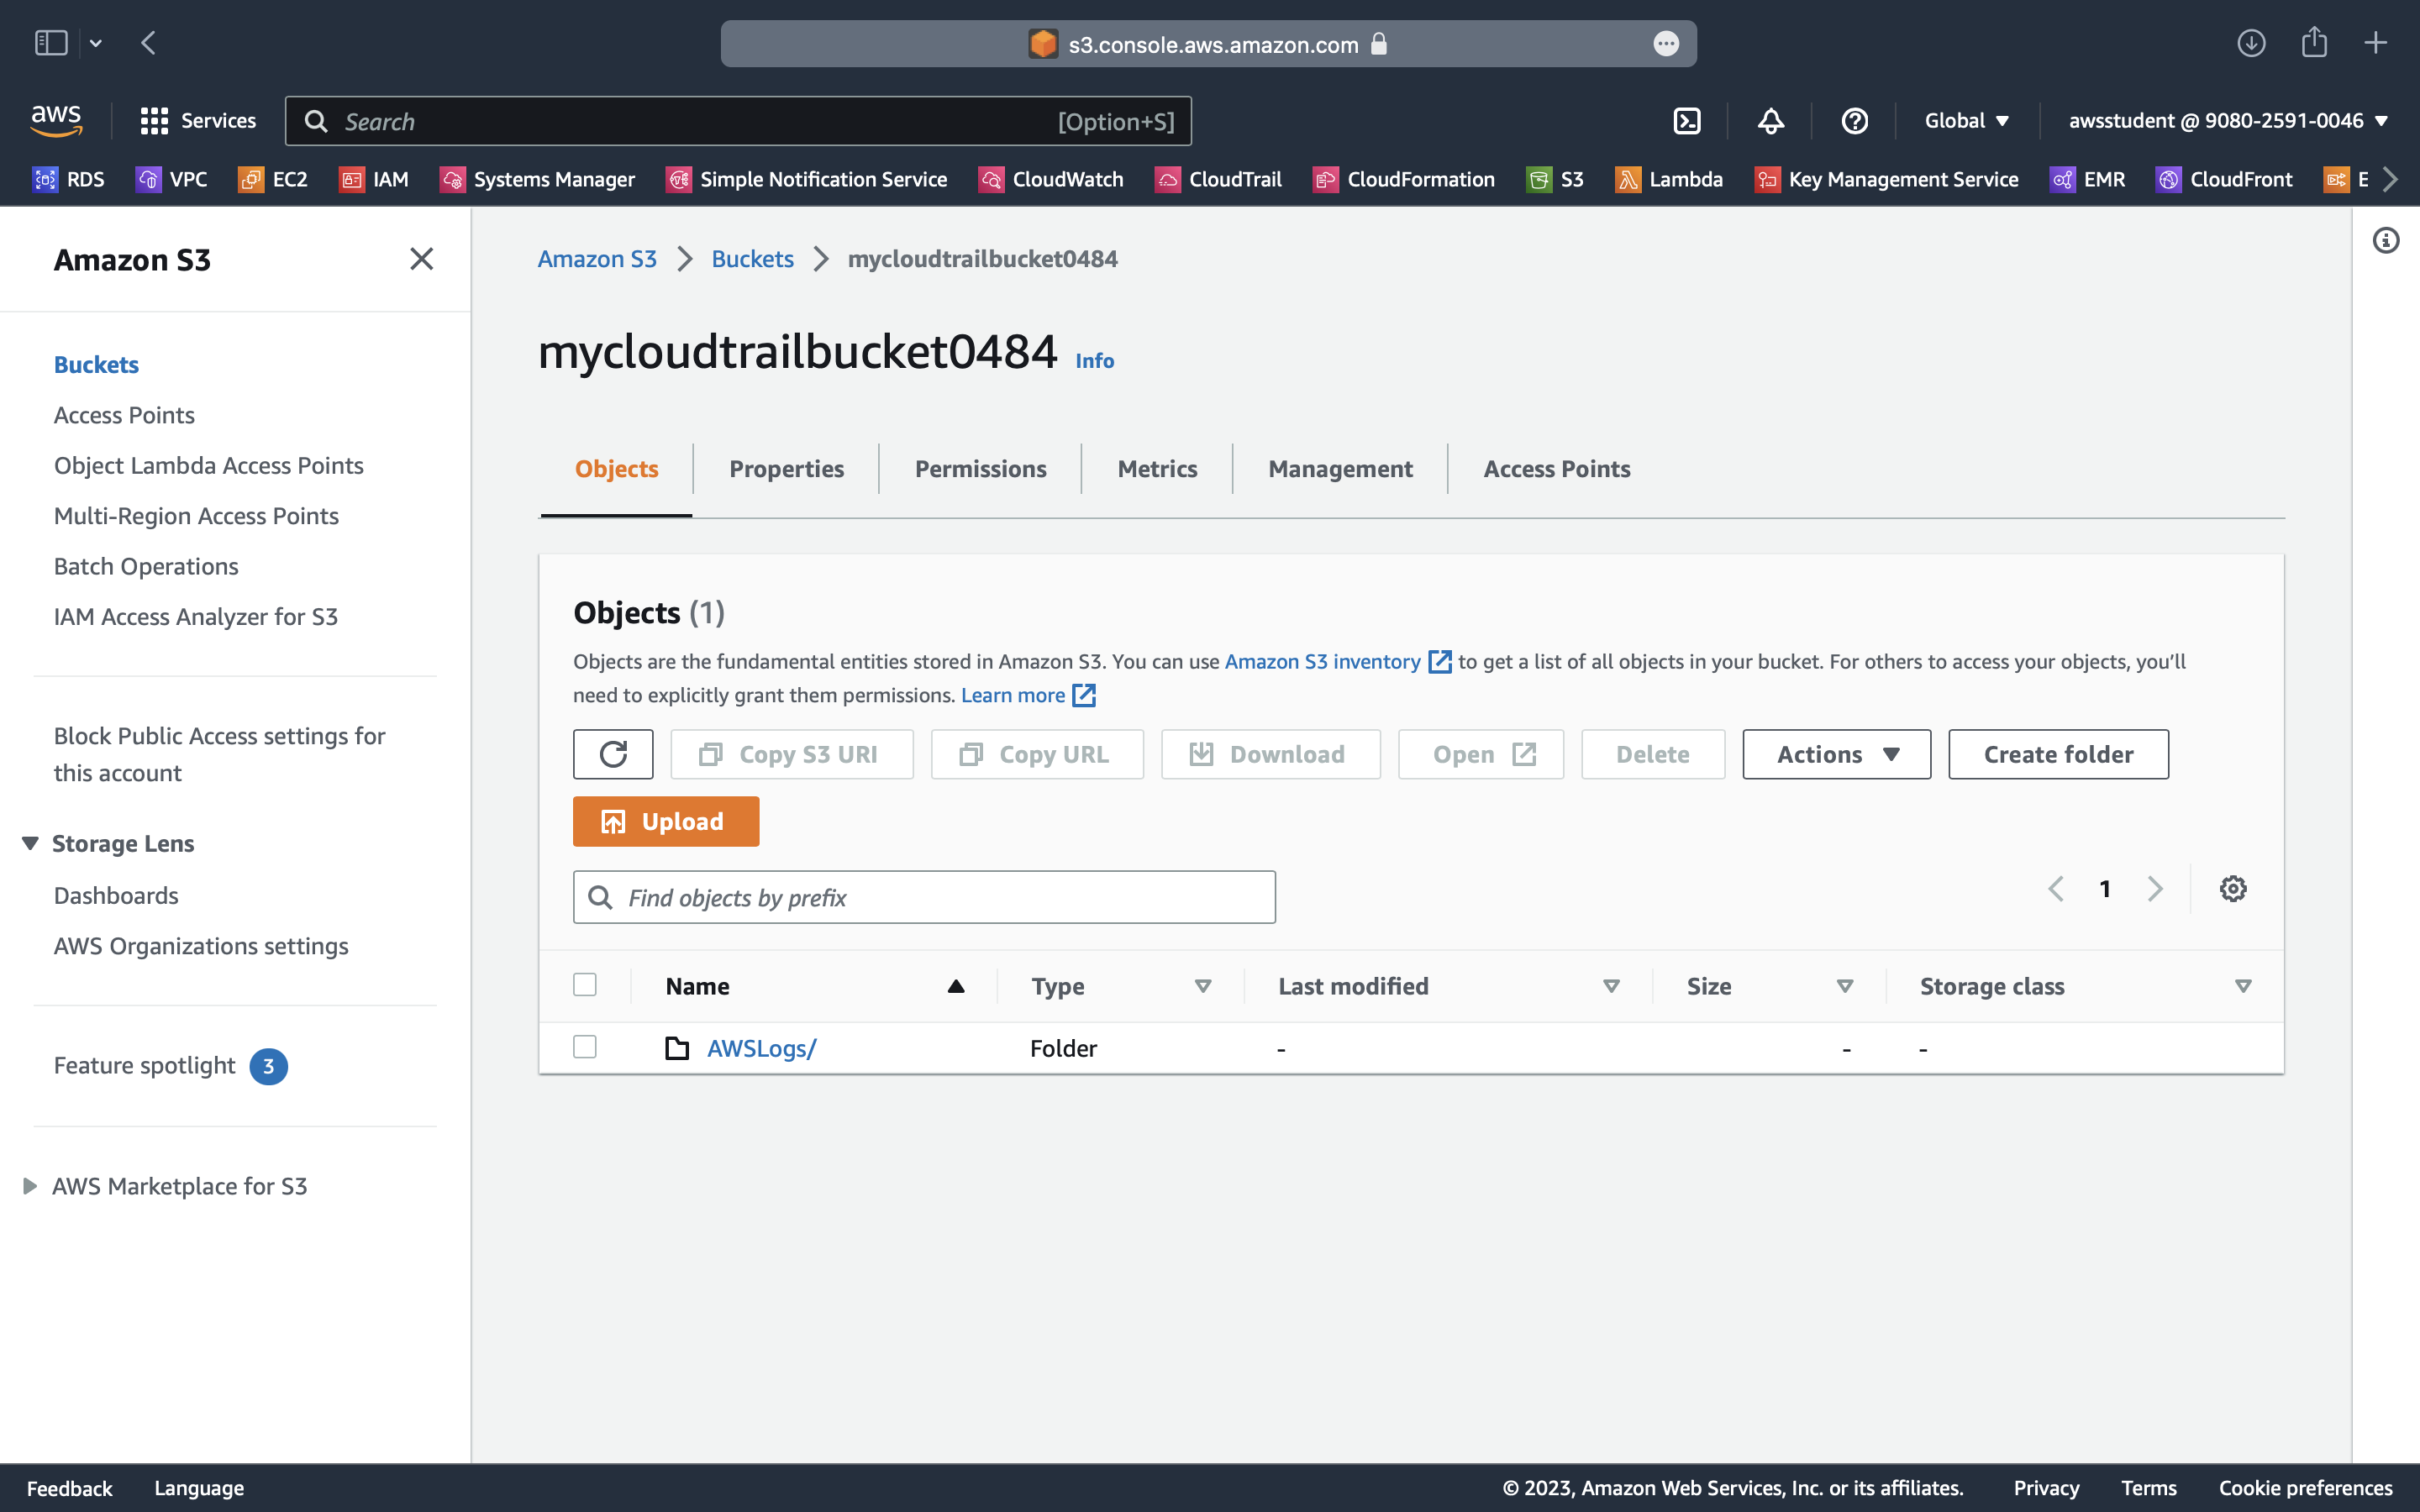 s3.console.aws.amazon.com
aws
Services
Search
[Option+S]
Global
awsstudent @ 9080-2591-0046
RDS
VPC
EC2
IAM
Systems Manager
Simple Notification Service
CloudWatch
CloudTrail
CloudFormation
S3
Lambda
Key Management Service
EMR
CloudFront
E
Amazon S3
Buckets
Access Points
Object Lambda Access Points
Multi-Region Access Points
Batch Operations
IAM Access Analyzer for S3
Block Public Access settings for
this account
Storage Lens
Dashboards
AWS Organizations settings
Feature spotlight 3
AWS Marketplace for S3
Amazon S3 > Buckets > mycloudtrailbucket0484
mycloudtrailbucket0484 Info
Objects
Properties
Permissions
Metrics
Management
Access Points
Objects (1)
Objects are the fundamental entities stored in Amazon S3. You can use Amazon S3 inventory to get a list of all objects in your bucket. For others to access your objects, you’ll
need to explicitly grant them permissions. Learn more
Copy S3 URI
Copy URL
Download
Open
Delete
Actions
Create folder
Upload
Find objects by prefix
1
Name Type Last modified Size Storage class
AWSLogs/ Folder - - -
Feedback Language © 2023, Amazon Web Services, Inc. or its affiliates. Privacy Terms Cookie preferences